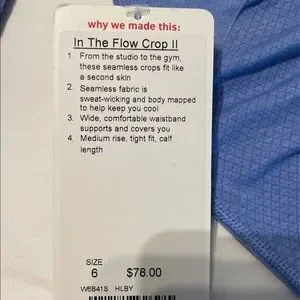 why we made this:
In The Flow Crop II
1. From the studio to the gym,
these seamless crops fit like
a second skin
2. Seamless fabric is
sweat-wicking and body mapped
to help keep you cool
3. Wide, comfortable waistband
supports and covers you
4. Medium rise, tight fit, calf
length
SIZE
6 $78.00
W6B41S HLBY